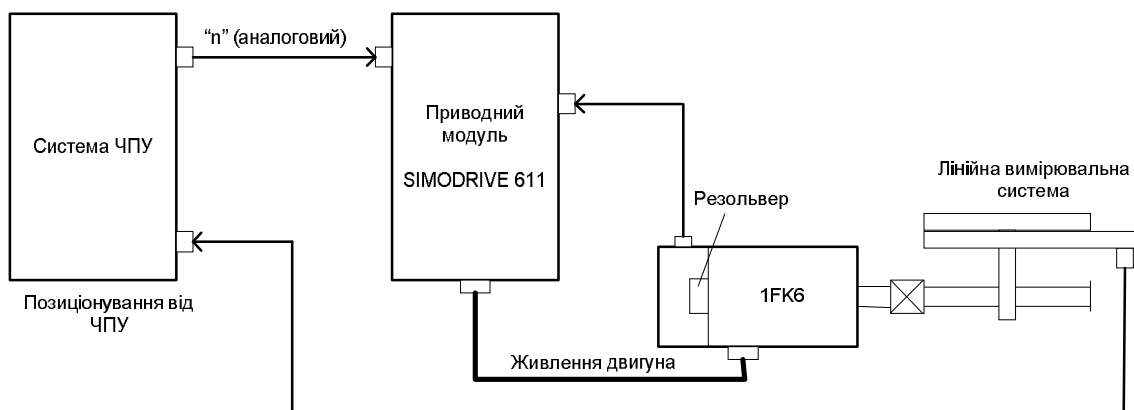 “n” (аналоговий)
Система ЧПУ
Приводний
модуль
SIMODRIVE 611
Резольвер
Лінійна вимірювальна
система
1FK6
Позиціонування від
ЧПУ
Живлення двигуна